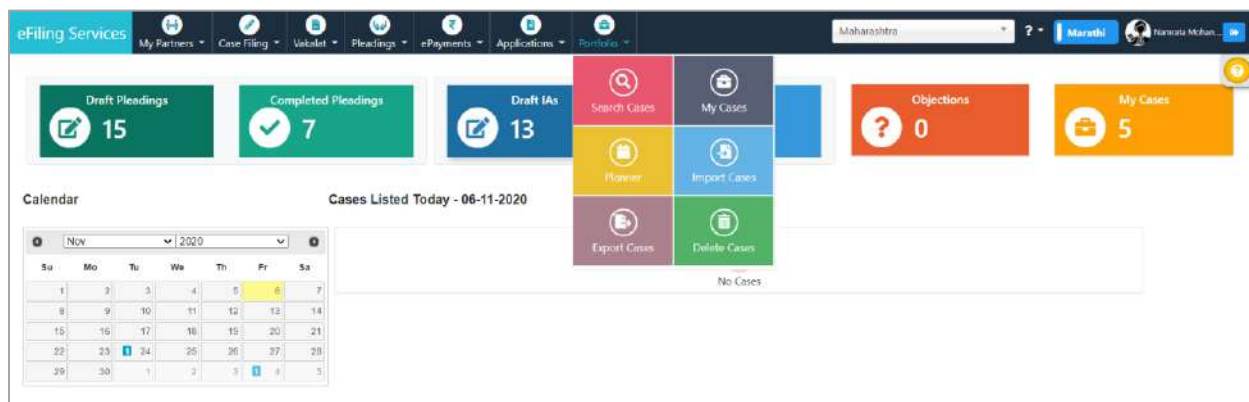 eFiling Services
My Partners
Case Filing
Vakalat
Pleadings
ePayments
Applications
Portfolio
Maharashtra
?
Marathi
Namrata Mohan...
Draft Pleadings
15
Completed Pleadings
7
Draft IAs
13
Search Cases
My Cases
Planner
Import Cases
Export Cases
Delete Cases
Objections
0
My Cases
5
Calendar
Cases Listed Today - 06-11-2020
Nov 2020
Su Mo Tu We Th Fr Sa
1 2 3 4 5 6 7
8 9 10 11 12 13 14
15 16 17 18 19 20 21
22 23 1 24 25 26 27 28
29 30 1 2 3 1 4 5
No Cases